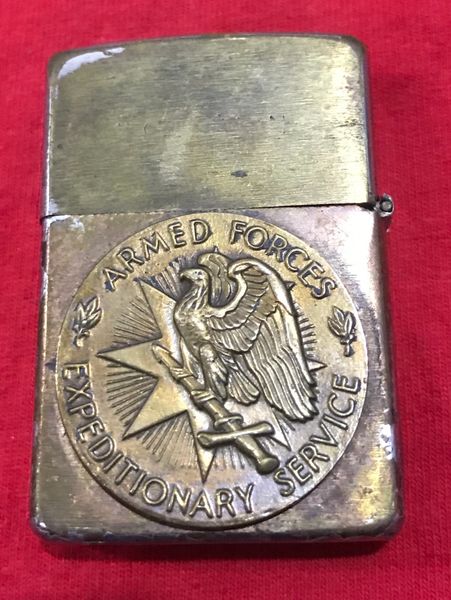 ARMED FORCES
EXPEDITIONARY SERVICE